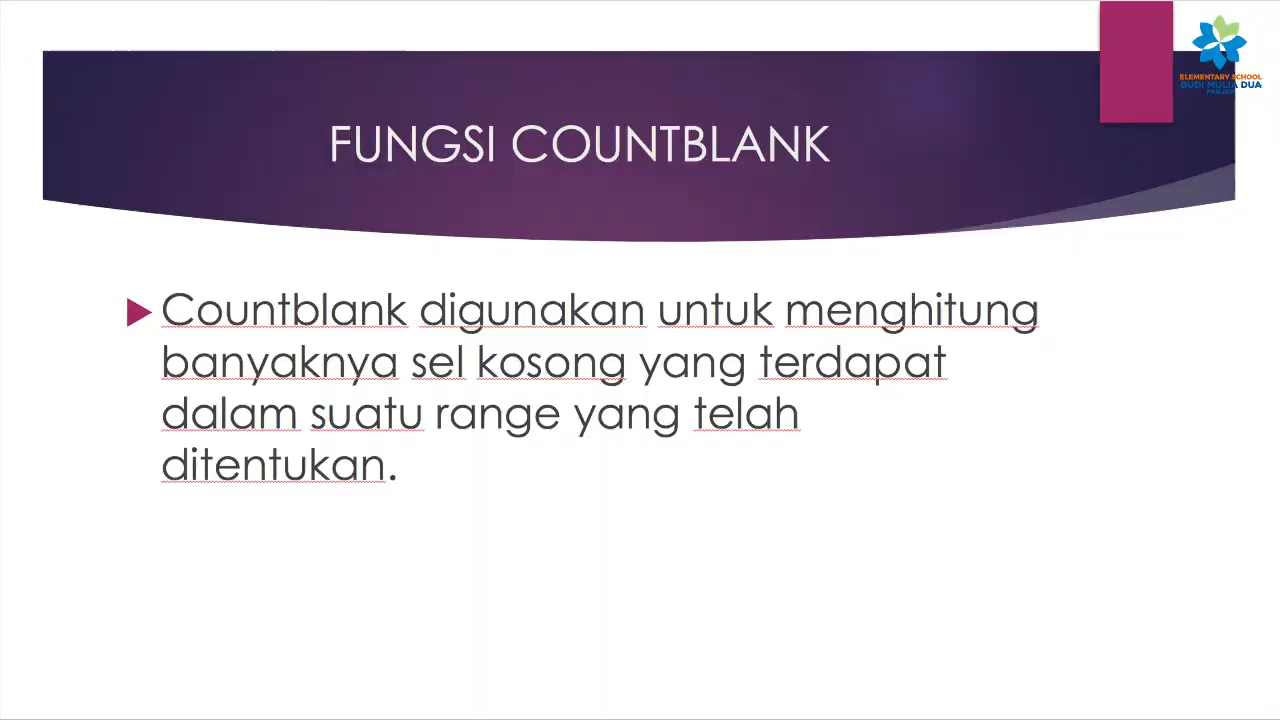 ELEMENTARY SCHOOL
BUDI MULIA DUA
FUNGSI COUNTBLANK
Countblank digunakan untuk menghitung
banyaknya sel kosong yang terdapat
dalam suatu range yang telah
ditentukan.